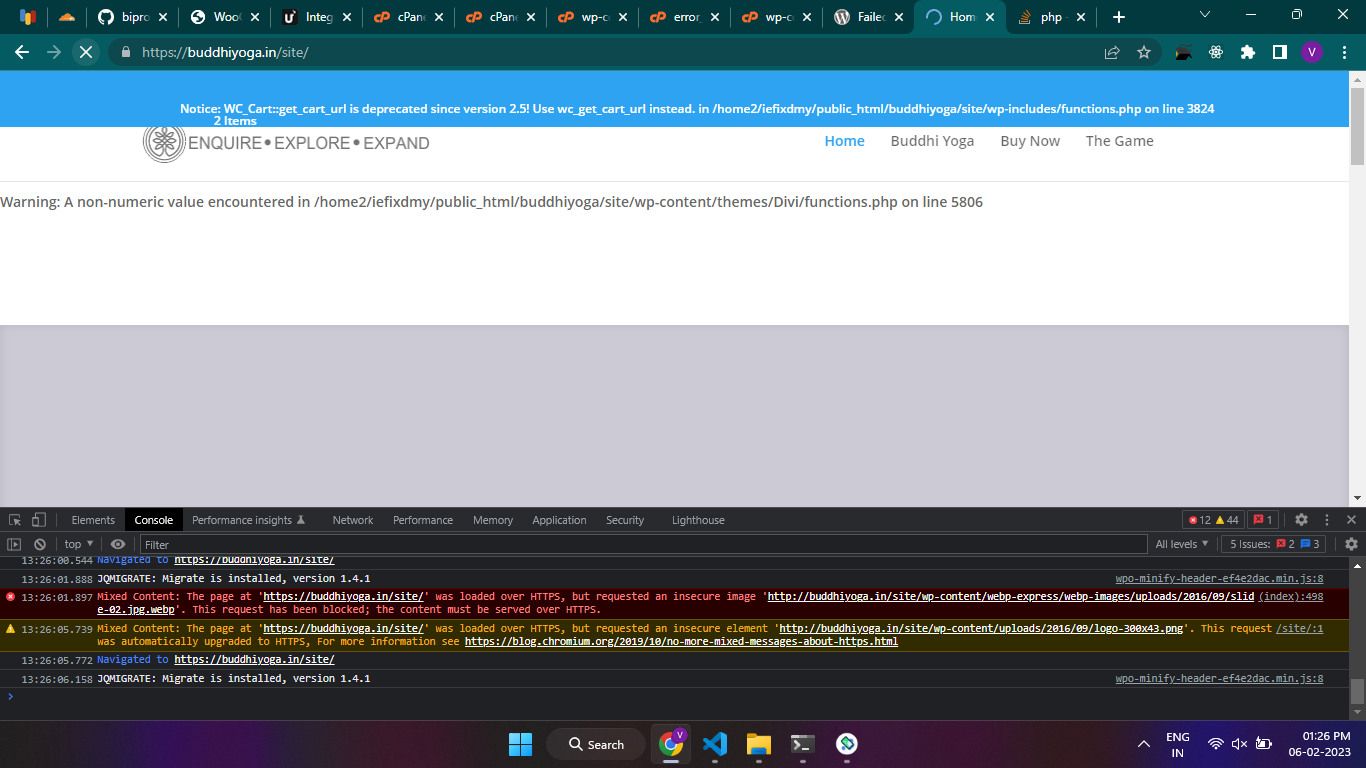 bipro
Woo
Integ
cPane
cPane
wp-c
error_
wp-c
Failed
Hom
php
https://buddhiyoga.in/site/
V
Notice: WC_Cart::get_cart_url is deprecated since version 2.5! Use wc_get_cart_url instead. in /home2/iefixdmy/public_html/buddhiyoga/site/wp-includes/functions.php on line 3824
2 Items
ENQUIRE • EXPLORE • EXPAND
Home
Buddhi Yoga
Buy Now
The Game
Warning: A non-numeric value encountered in /home2/iefixdmy/public_html/buddhiyoga/site/wp-content/themes/Divi/functions.php on line 5806
Elements
Console
Performance insights
Network
Performance
Memory
Application
Security
Lighthouse
12
44
1
top
Filter
All levels
5 Issues:
2
3
13:26:00.544 Navigated to https://buddhiyoga.in/site/
13:26:01.888 JQMIGRATE: Migrate is installed, version 1.4.1
wpo-minify-header-ef4e2dac.min.js:8
13:26:01.897 Mixed Content: The page at 'https://buddhiyoga.in/site/' was loaded over HTTPS, but requested an insecure image 'http://buddhiyoga.in/site/wp-content/webp-express/webp-images/uploads/2016/09/slid (index):498
e-02.jpg.webp'. This request has been blocked; the content must be served over HTTPS.
13:26:05.739 Mixed Content: The page at 'https://buddhiyoga.in/site/' was loaded over HTTPS, but requested an insecure element 'http://buddhiyoga.in/site/wp-content/uploads/2016/09/logo-300x43.png'. This request /site/:1
was automatically upgraded to HTTPS, For more information see https://blog.chromium.org/2019/10/no-more-mixed-messages-about-https.html
13:26:05.772 Navigated to https://buddhiyoga.in/site/
13:26:06.158 JQMIGRATE: Migrate is installed, version 1.4.1
wpo-minify-header-ef4e2dac.min.js:8
Search
V
ENG
IN
01:26 PM
06-02-2023